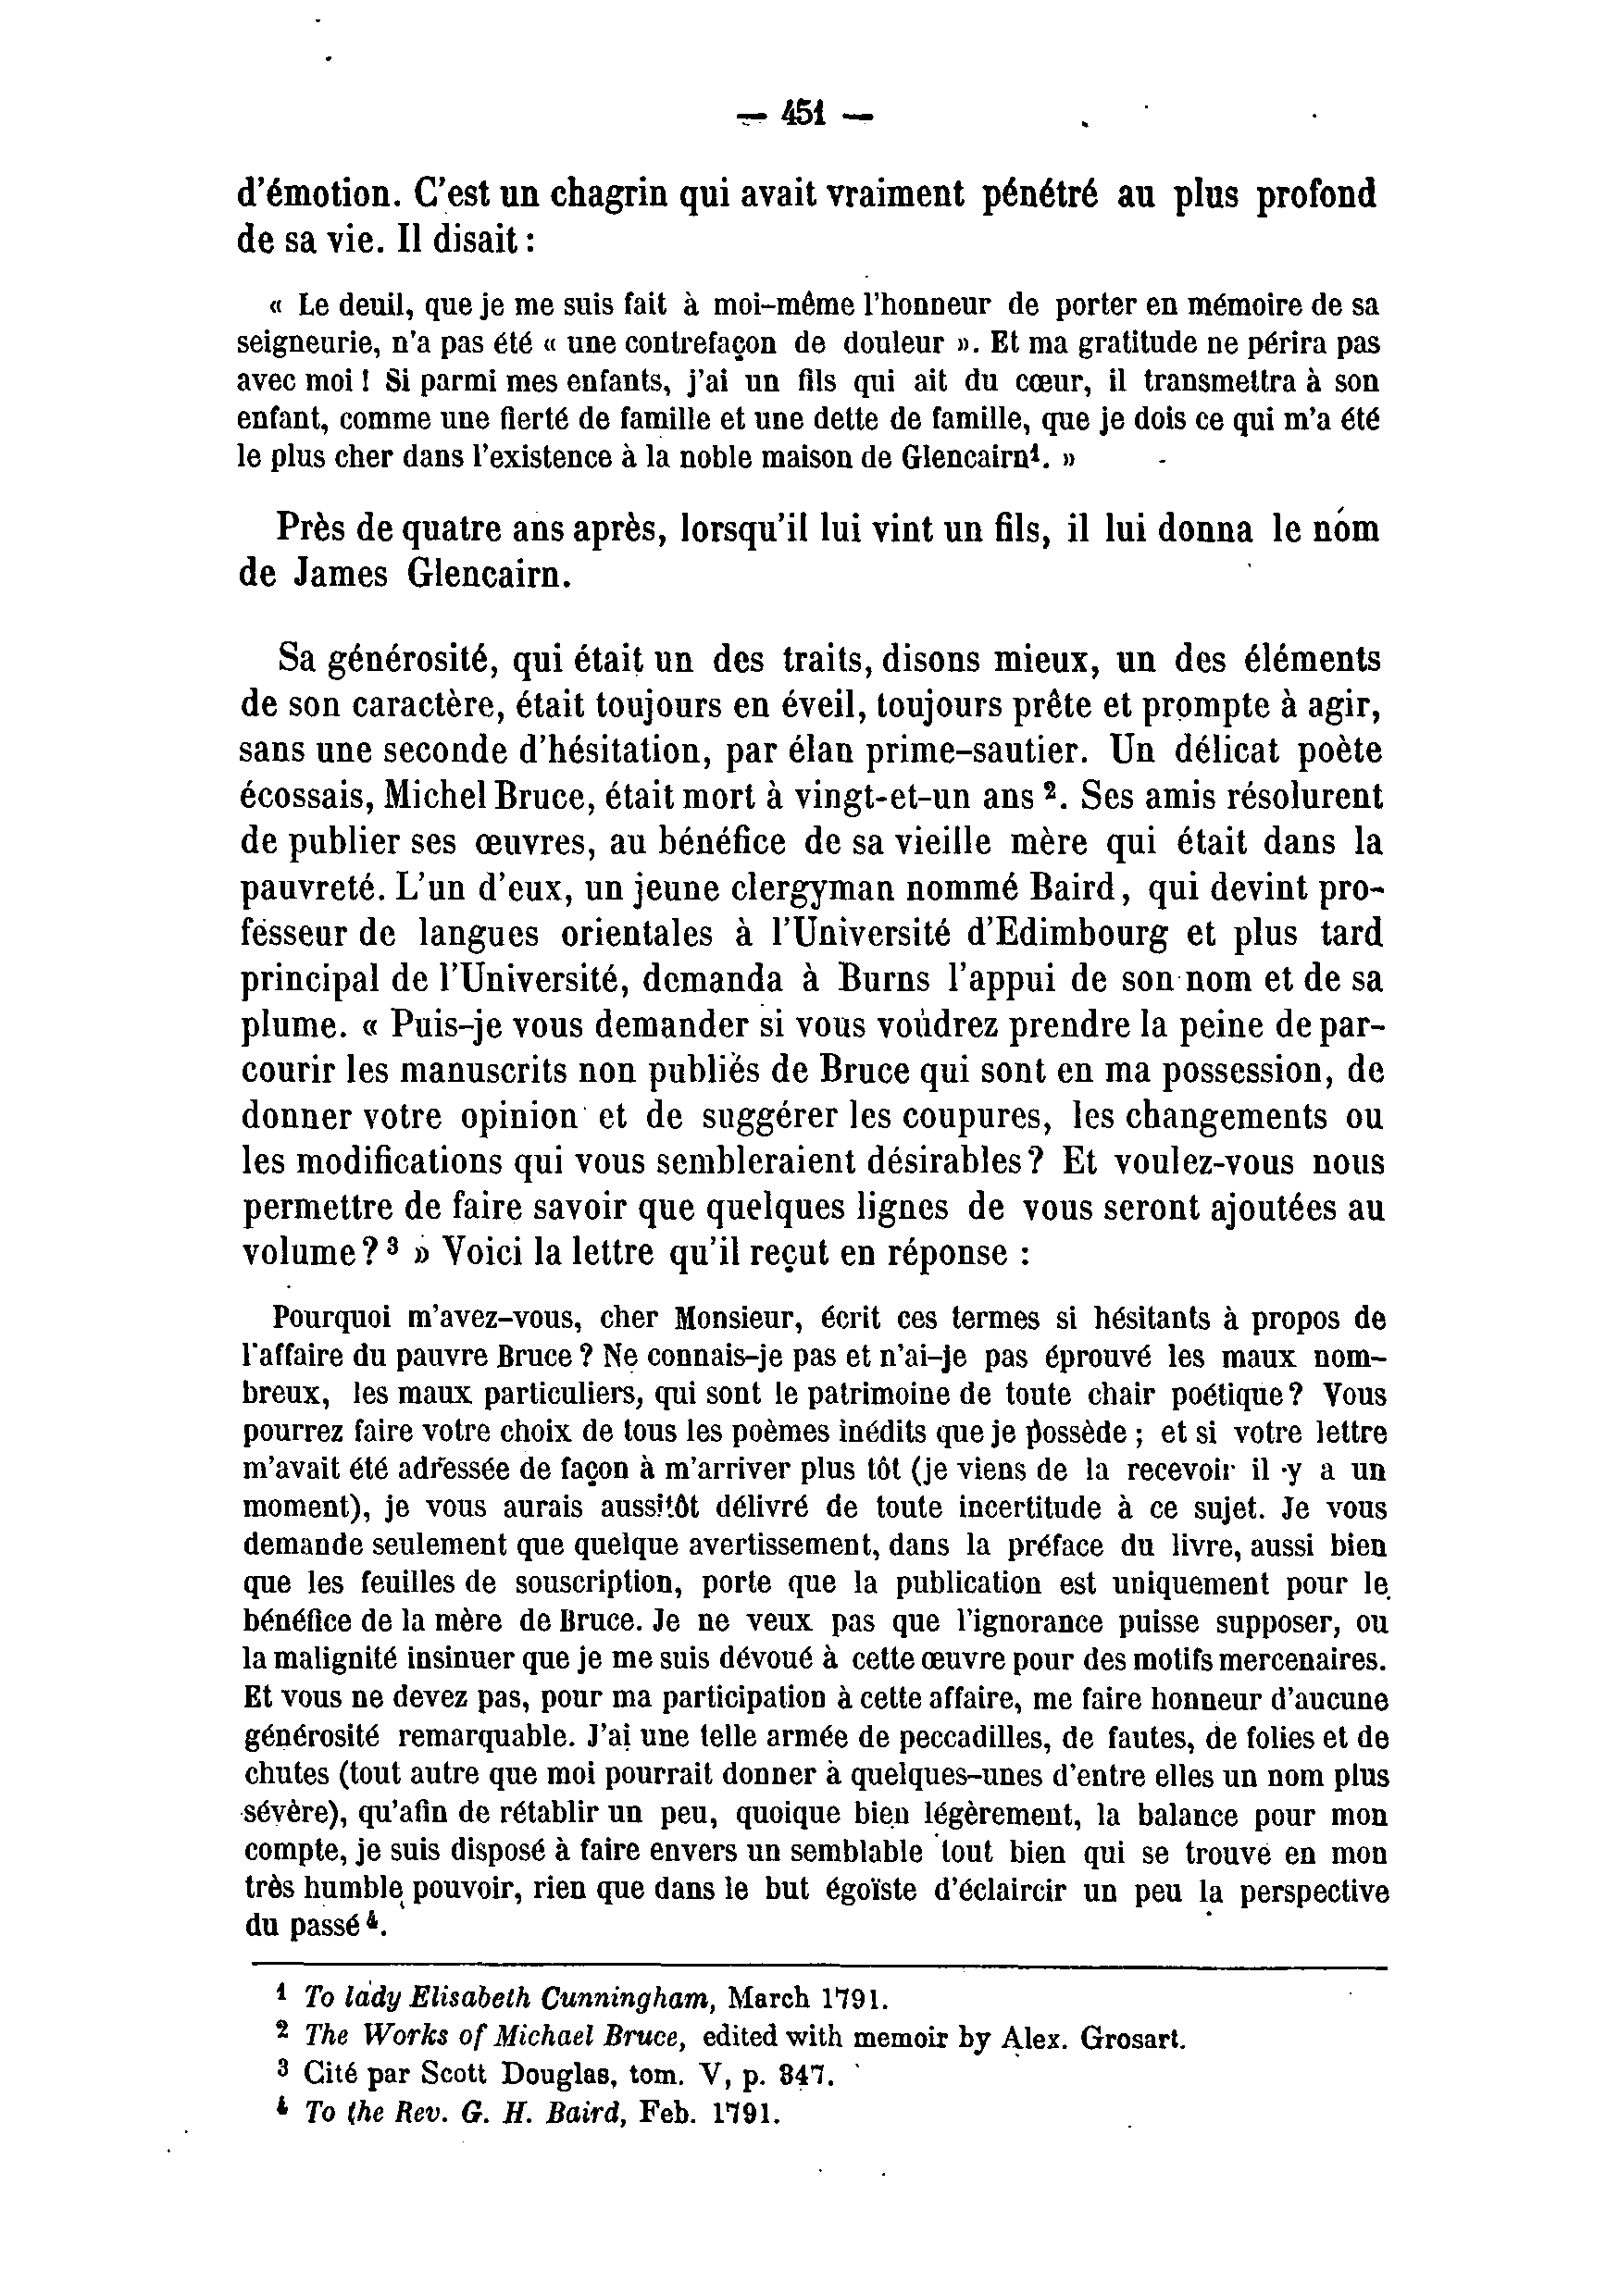 — 451 —
d'émotion. C'est un chagrin qui avait vraiment pénétré au plus profond
de sa vie. Il disait :
« Le deuil, que je me suis fait à moi-même l'honneur de porter en mémoire de sa
seigneurie, n'a pas été « une contrefaçon de douleur ». Et ma gratitude ne périra pas
avec moi ! Si parmi mes enfants, j'ai un fils qui ait du cœur, il transmettra à son
enfant, comme une fierté de famille et une dette de famille, que je dois ce qui m'a été
le plus cher dans l'existence à la noble maison de Glencairn¹. »
Près de quatre ans après, lorsqu'il lui vint un fils, il lui donna le nom
de James Glencairn.
Sa générosité, qui était un des traits, disons mieux, un des éléments
de son caractère, était toujours en éveil, toujours prête et prompte à agir,
sans une seconde d'hésitation, par élan prime-sautier. Un délicat poète
écossais, Michel Bruce, était mort à vingt-et-un ans ². Ses amis résolurent
de publier ses œuvres, au bénéfice de sa vieille mère qui était dans la
pauvreté. L'un d'eux, un jeune clergyman nommé Baird, qui devint pro-
fesseur de langues orientales à l'Université d'Edimbourg et plus tard
principal de l'Université, demanda à Burns l'appui de son nom et de sa
plume. « Puis-je vous demander si vous voudrez prendre la peine de par-
courir les manuscrits non publiés de Bruce qui sont en ma possession, de
donner votre opinion et de suggérer les coupures, les changements ou
les modifications qui vous sembleraient désirables ? Et voulez-vous nous
permettre de faire savoir que quelques lignes de vous seront ajoutées au
volume ? ³ » Voici la lettre qu'il reçut en réponse :
Pourquoi m'avez-vous, cher Monsieur, écrit ces termes si hésitants à propos de
l'affaire du pauvre Bruce ? Ne connais-je pas et n'ai-je pas éprouvé les maux nom-
breux, les maux particuliers, qui sont le patrimoine de toute chair poétique ? Vous
pourrez faire votre choix de tous les poèmes inédits que je possède ; et si votre lettre
m'avait été adressée de façon à m'arriver plus tôt (je viens de la recevoir il y a un
moment), je vous aurais aussitôt délivré de toute incertitude à ce sujet. Je vous
demande seulement que quelque avertissement, dans la préface du livre, aussi bien
que les feuilles de souscription, porte que la publication est uniquement pour le
bénéfice de la mère de Bruce. Je ne veux pas que l'ignorance puisse supposer, ou
la malignité insinuer que je me suis dévoué à cette œuvre pour des motifs mercenaires.
Et vous ne devez pas, pour ma participation à cette affaire, me faire honneur d'aucune
générosité remarquable. J'ai une telle armée de peccadilles, de fautes, de folies et de
chutes (tout autre que moi pourrait donner à quelques-unes d'entre elles un nom plus
sévère), qu'afin de rétablir un peu, quoique bien légèrement, la balance pour mon
compte, je suis disposé à faire envers un semblable tout bien qui se trouve en mon
très humble pouvoir, rien que dans le but égoïste d'éclaircir un peu la perspective
du passé ⁴.
¹ To lady Elisabeth Cunningham, March 1791.
² The Works of Michael Bruce, edited with memoir by Alex. Grosart.
³ Cité par Scott Douglas, tom. V, p. 347.
⁴ To the Rev. G. H. Baird, Feb. 1791.